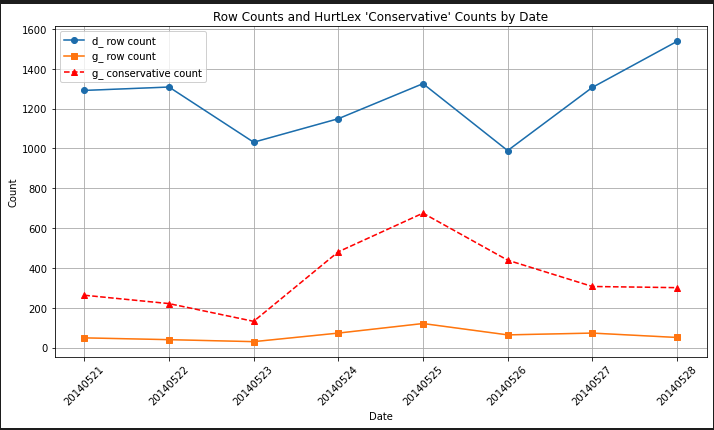 Row Counts and HurtLex 'Conservative' Counts by Date
d_ row count
g_ row count
g_ conservative count
1600
1400
1200
1000
800
600
400
200
0
Count
20140521
20140522
20140523
20140524
20140525
20140526
20140527
20140528
Date